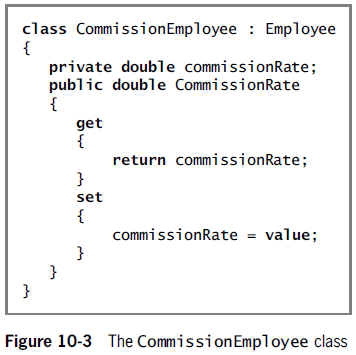 class CommissionEmployee : Employee
{
   private double commissionRate;
   public double CommissionRate
   {
      get
      {
         return commissionRate;
      }
      set
      {
         commissionRate = value;
      }
   }
}
Figure 10-3 The CommissionEmployee class